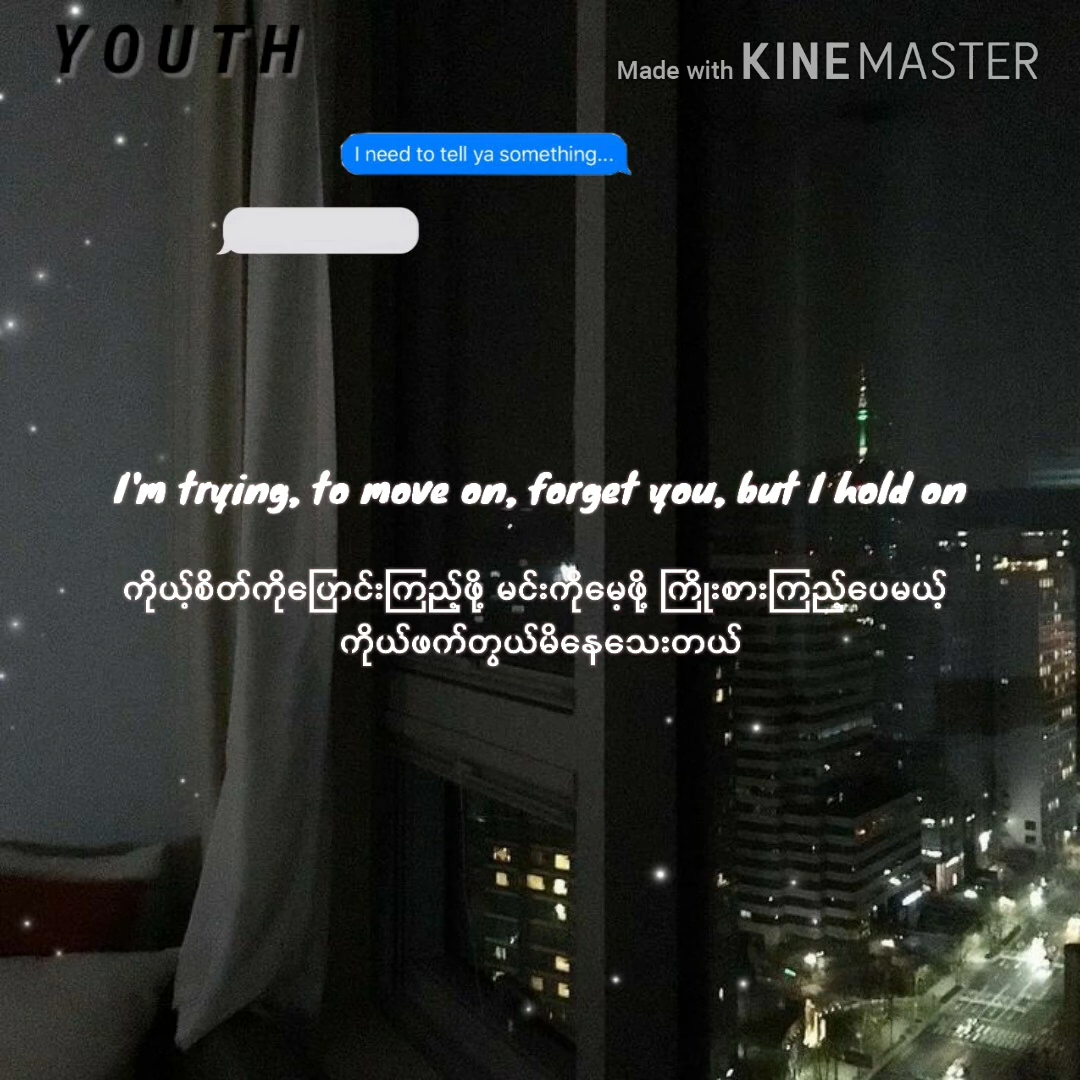 YOUTH
Made with KINEMASTER
I need to tell ya something...
I'm trying, to move on, forget you, but I hold on
ကိုယ့်စိတ်ကိုပြောင်းကြည့်ဖို့ မင်းကိုမေ့ဖို့ ကြိုးစားကြည့်ပေမယ့်
ကိုယ်ဖက်တွယ်မိနေသေးတယ်